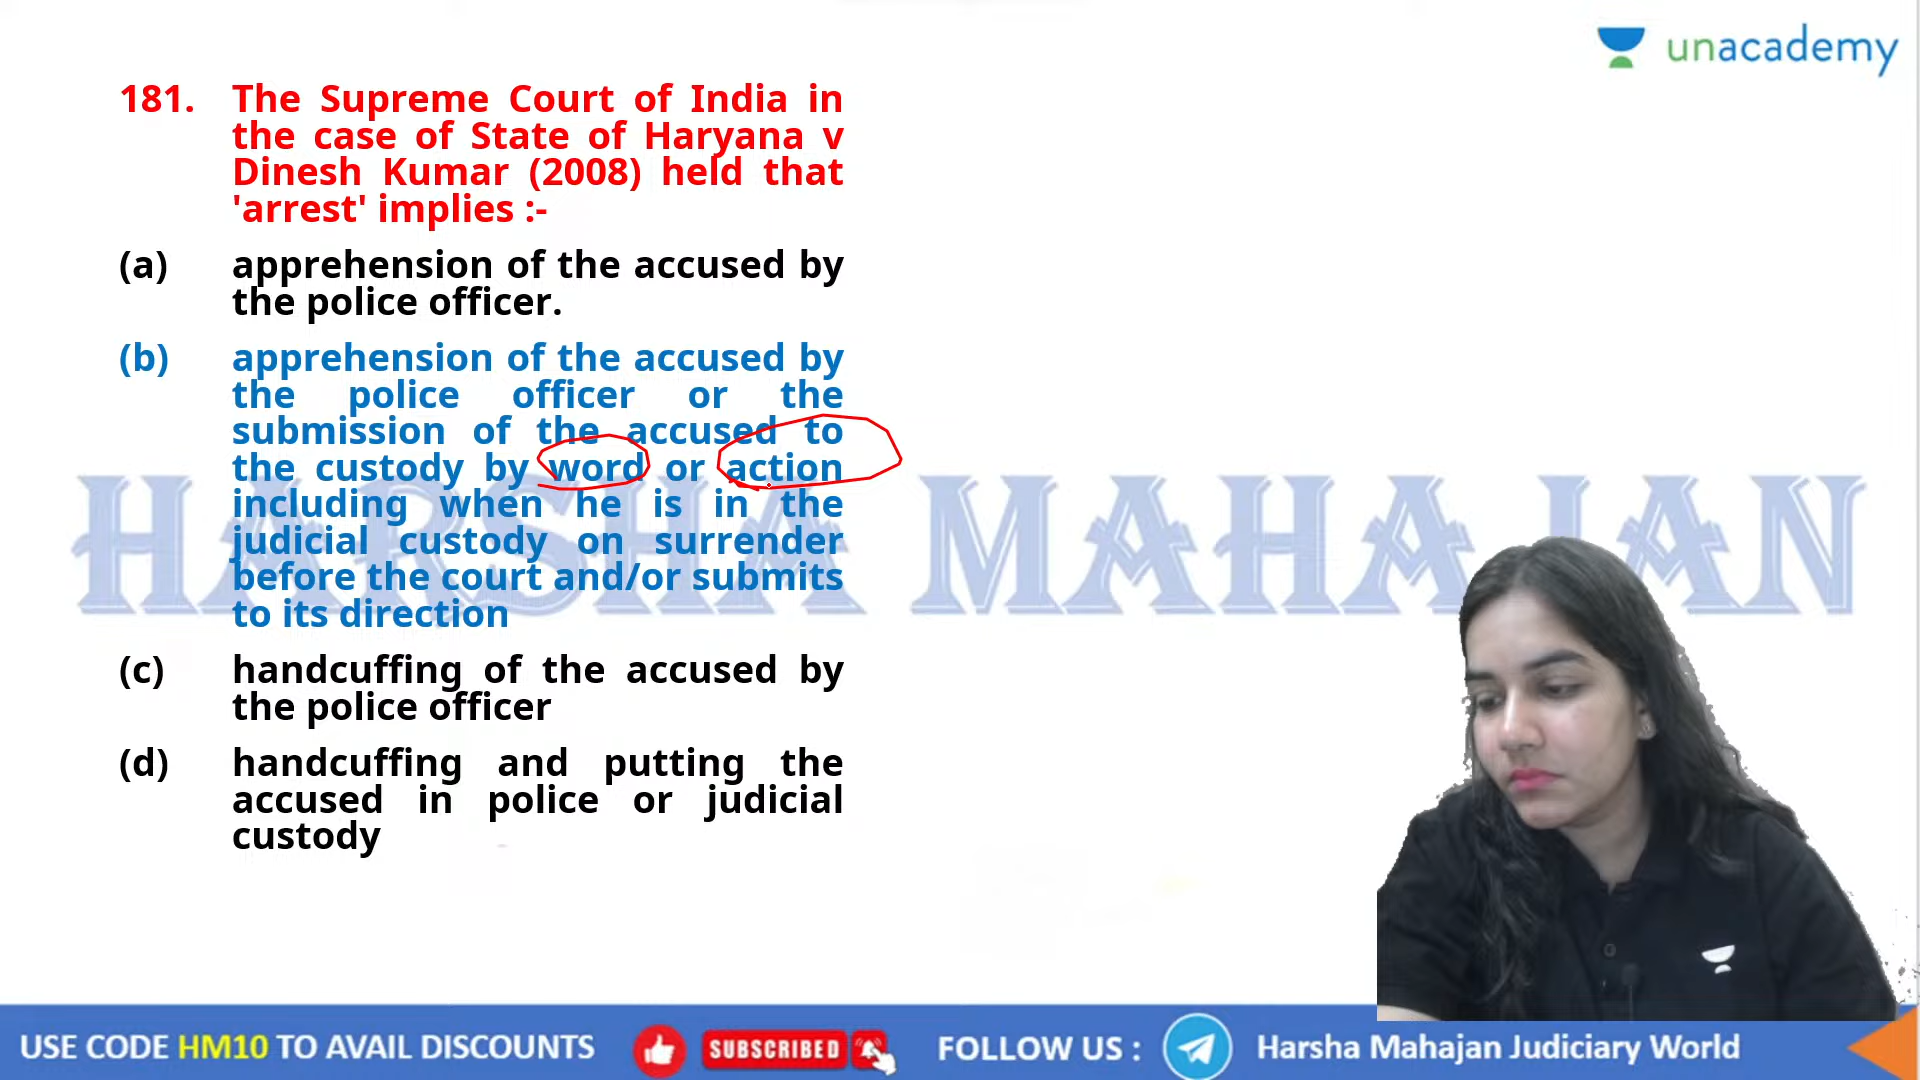 unacademy
181. The Supreme Court of India in
the case of State of Haryana v
Dinesh Kumar (2008) held that
'arrest' implies :-
(a) apprehension of the accused by
the police officer.
(b) apprehension of the accused by
the police officer or the
submission of the accused to
the custody by word or action
including when he is in the
judicial custody on surrender
before the court and/or submits
to its direction
(c) handcuffing of the accused by
the police officer
(d) handcuffing and putting the
accused in police or judicial
custody
HARSHA MAHAJAN
USE CODE HM10 TO AVAIL DISCOUNTS
SUBSCRIBED
FOLLOW US :
Harsha Mahajan Judiciary World